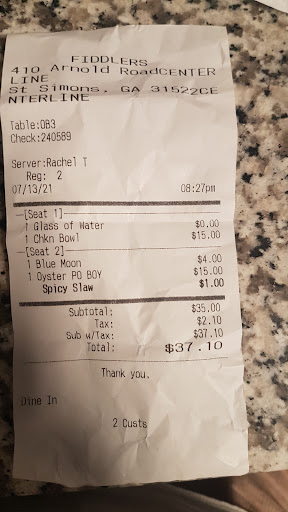 FIDDLERS
410 Arnold RoadCENTER
LINE
St Simons, GA 31522CE
NTERLINE
Table:OB3
Check:240589
Server:Rachel T
Reg: 2
07/13/21 08:27pm
[Seat 1]
1 Glass of Water $0.00
1 Chkn Bowl $15.00
[Seat 2]
1 Blue Moon $4.00
1 Oyster PO BOY $15.00
Spicy Slaw $1.00
Subtotal: $35.00
Tax: $2.10
Sub w/Tax: $37.10
Total: $37.10
Thank you.
Dine In
2 Custs